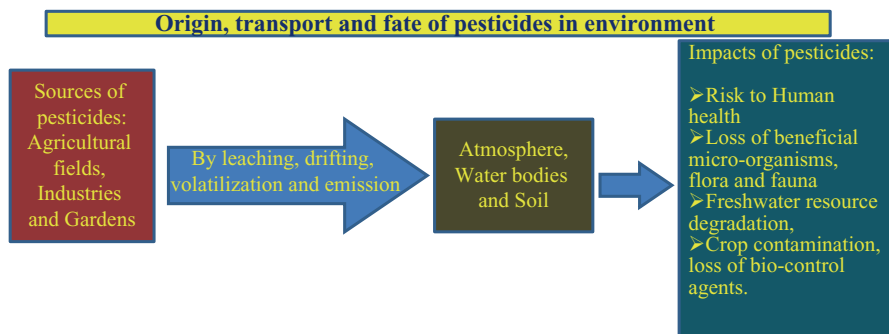 Origin, transport and fate of pesticides in environment
Sources of
pesticides:
Agricultural
fields,
Industries
and Gardens
By leaching, drifting,
volatilization and emission
Atmosphere,
Water bodies
and Soil
Impacts of pesticides:
➢Risk to Human
health
➢Loss of beneficial
micro-organisms,
flora and fauna
➢Freshwater resource
degradation,
➢Crop contamination,
loss of bio-control
agents.